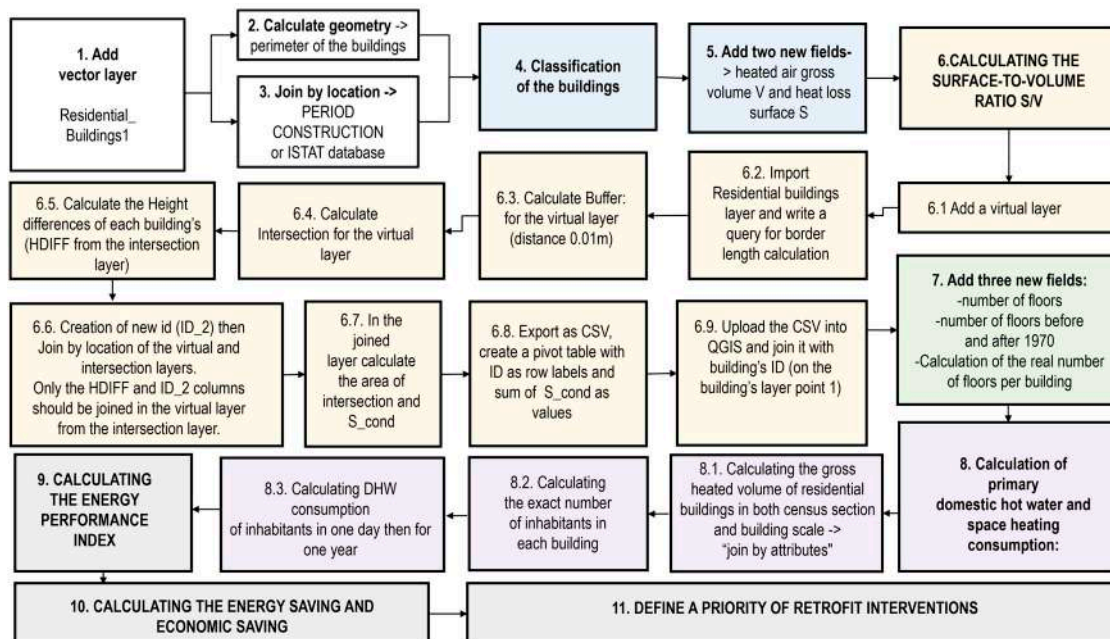 1. Add
vector layer
Residential_
Buildings1
2. Calculate geometry ->
perimeter of the buildings
3. Join by location ->
PERIOD
CONSTRUCTION
or ISTAT database
4. Classification
of the buildings
5. Add two new fields-
> heated air gross
volume V and heat loss
surface S
6.CALCULATING THE
SURFACE-TO-VOLUME
RATIO S/V
6.1 Add a virtual layer
6.2. Import
Residential buildings
layer and write a
query for border
length calculation
6.3. Calculate Buffer:
for the virtual layer
(distance 0.01m)
6.4. Calculate
Intersection for the virtual
layer
6.5. Calculate the Height
differences of each building's
(HDIFF from the intersection
layer)
6.6. Creation of new id (ID_2) then
Join by location of the virtual and
intersection layers.
Only the HDIFF and ID_2 columns
should be joined in the virtual layer
from the intersection layer.
6.7. In the
joined
layer calculate
the area of
intersection and
S_cond
6.8. Export as CSV,
create a pivot table with
ID as row labels and
sum of S_cond as
values
6.9. Upload the CSV into
QGIS and join it with
building's ID (on the
building's layer point 1)
7. Add three new fields:
-number of floors
-number of floors before
and after 1970
-Calculation of the real number
of floors per building
8. Calculation of
primary
domestic hot water and
space heating
consumption:
8.1. Calculating the gross
heated volume of residential
buildings in both census section
and building scale ->
"join by attributes"
8.2. Calculating
the exact number
of inhabitants in
each building
8.3. Calculating DHW
consumption
of inhabitants in one day then for
one year
9. CALCULATING
THE ENERGY
PERFORMANCE
INDEX
10. CALCULATING THE ENERGY SAVING AND
ECONOMIC SAVING
11. DEFINE A PRIORITY OF RETROFIT INTERVENTIONS